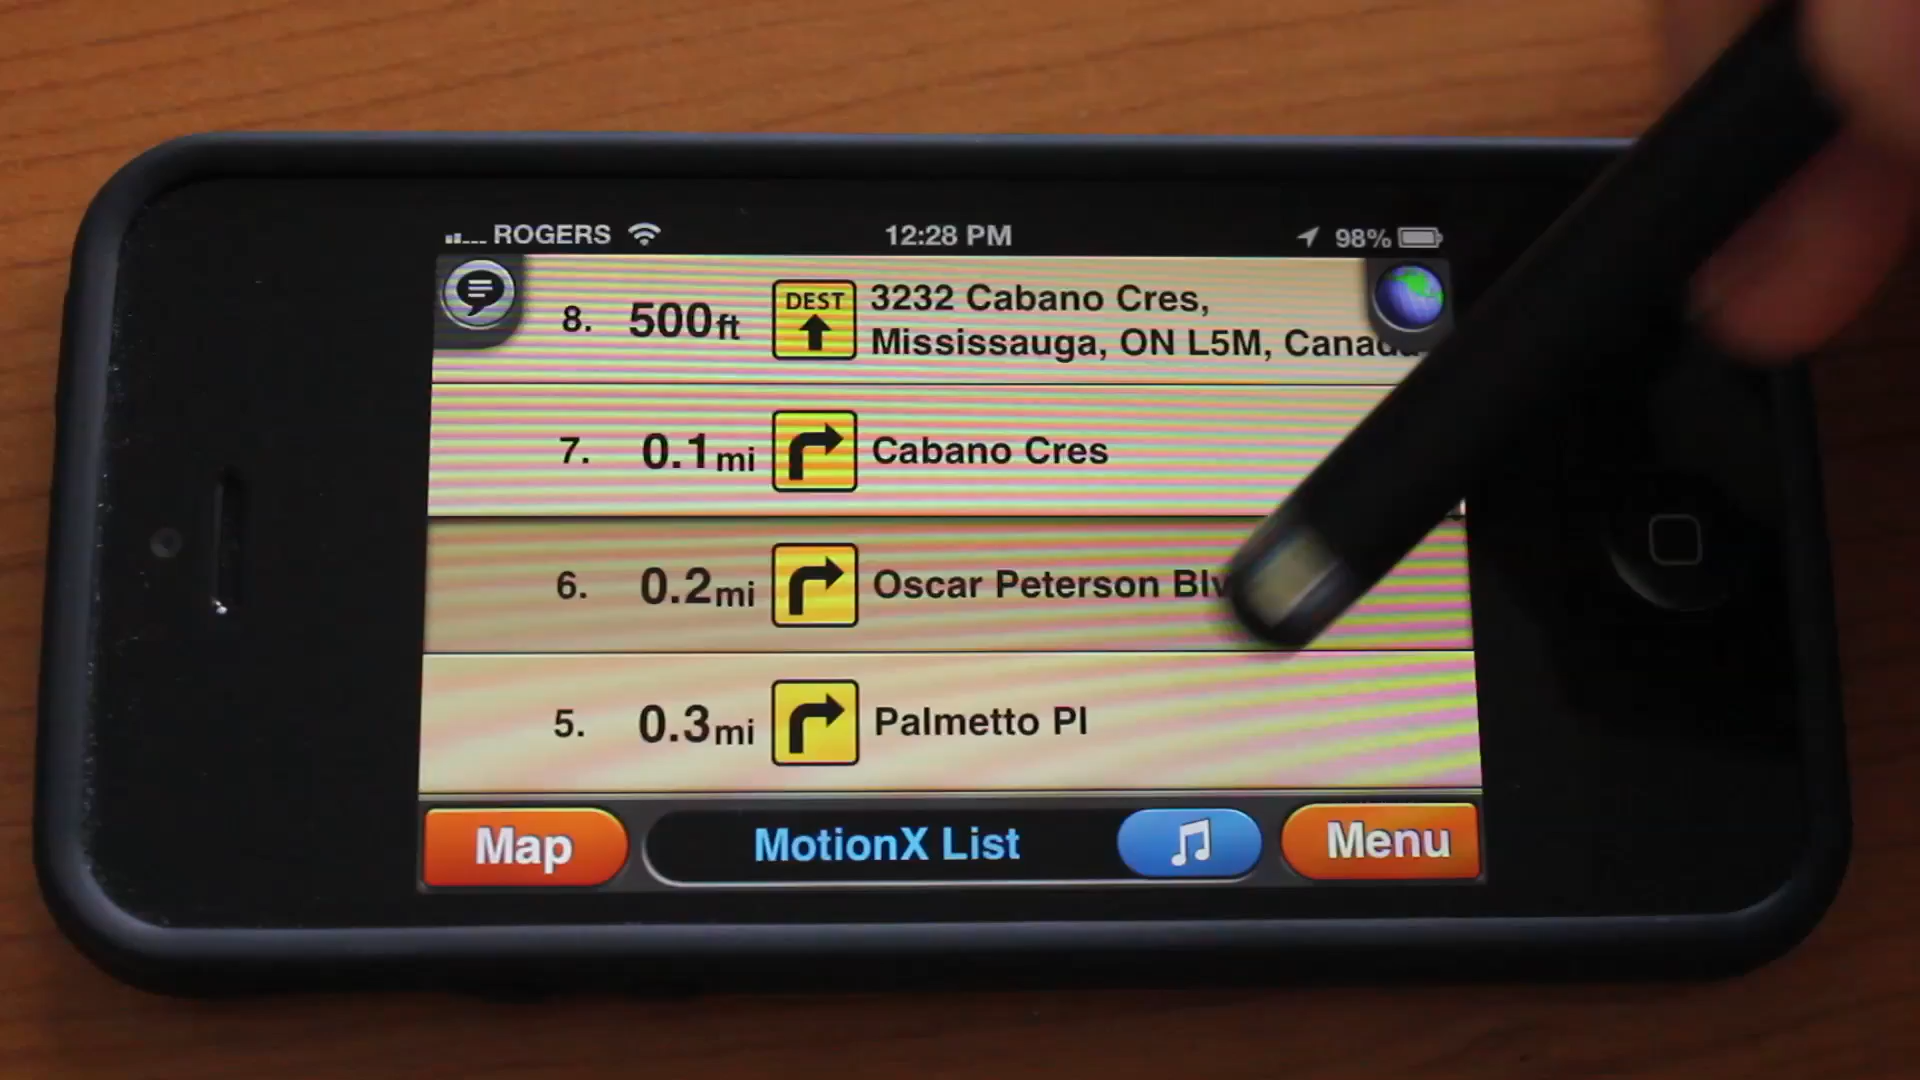 ROGERS 12:28 PM 98%
8. 500ft DEST 3232 Cabano Cres,
Mississauga, ON L5M,
7. 0.1mi Cabano Cres
6. 0.2mi Oscar Peterson
5. 0.3mi Palmetto Pl
Map MotionX List Menu